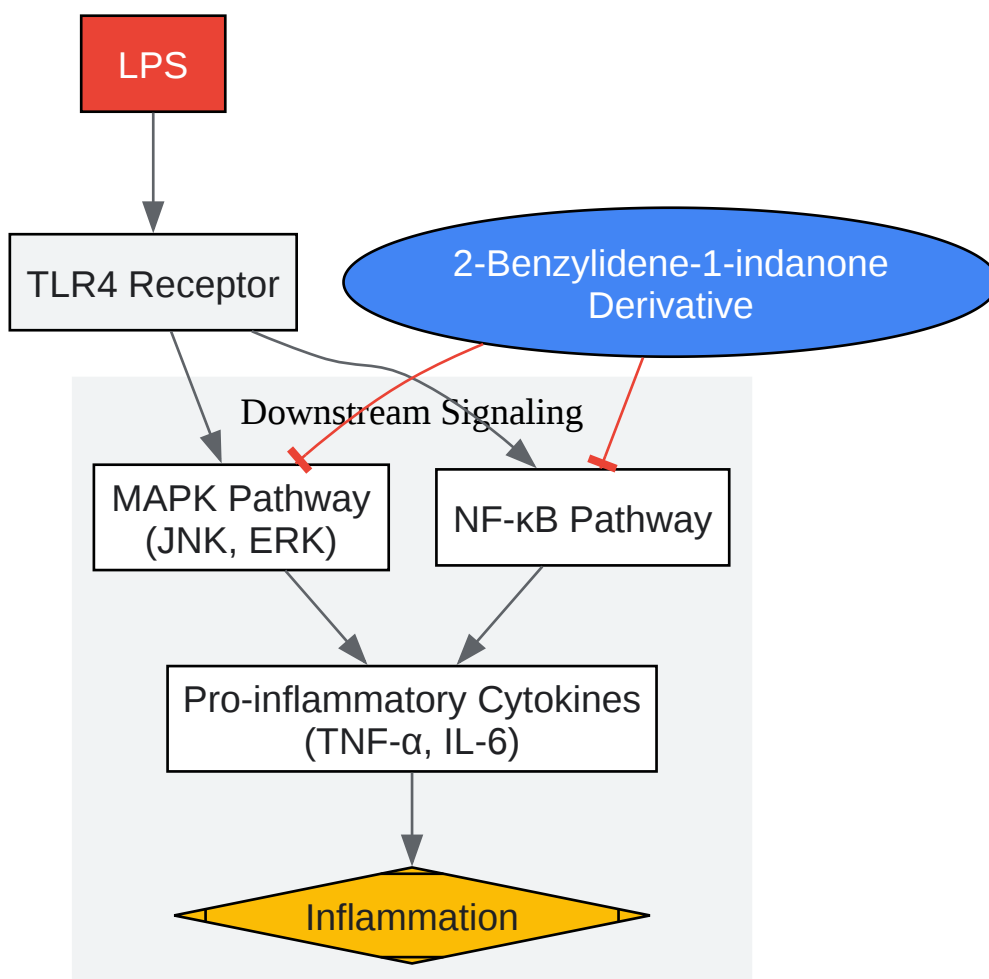 LPS
TLR4 Receptor
2-Benzylidene-1-indanone
Derivative
Downstream Signaling
MAPK Pathway
(JNK, ERK)
NF-κB Pathway
Pro-inflammatory Cytokines
(TNF-α, IL-6)
Inflammation